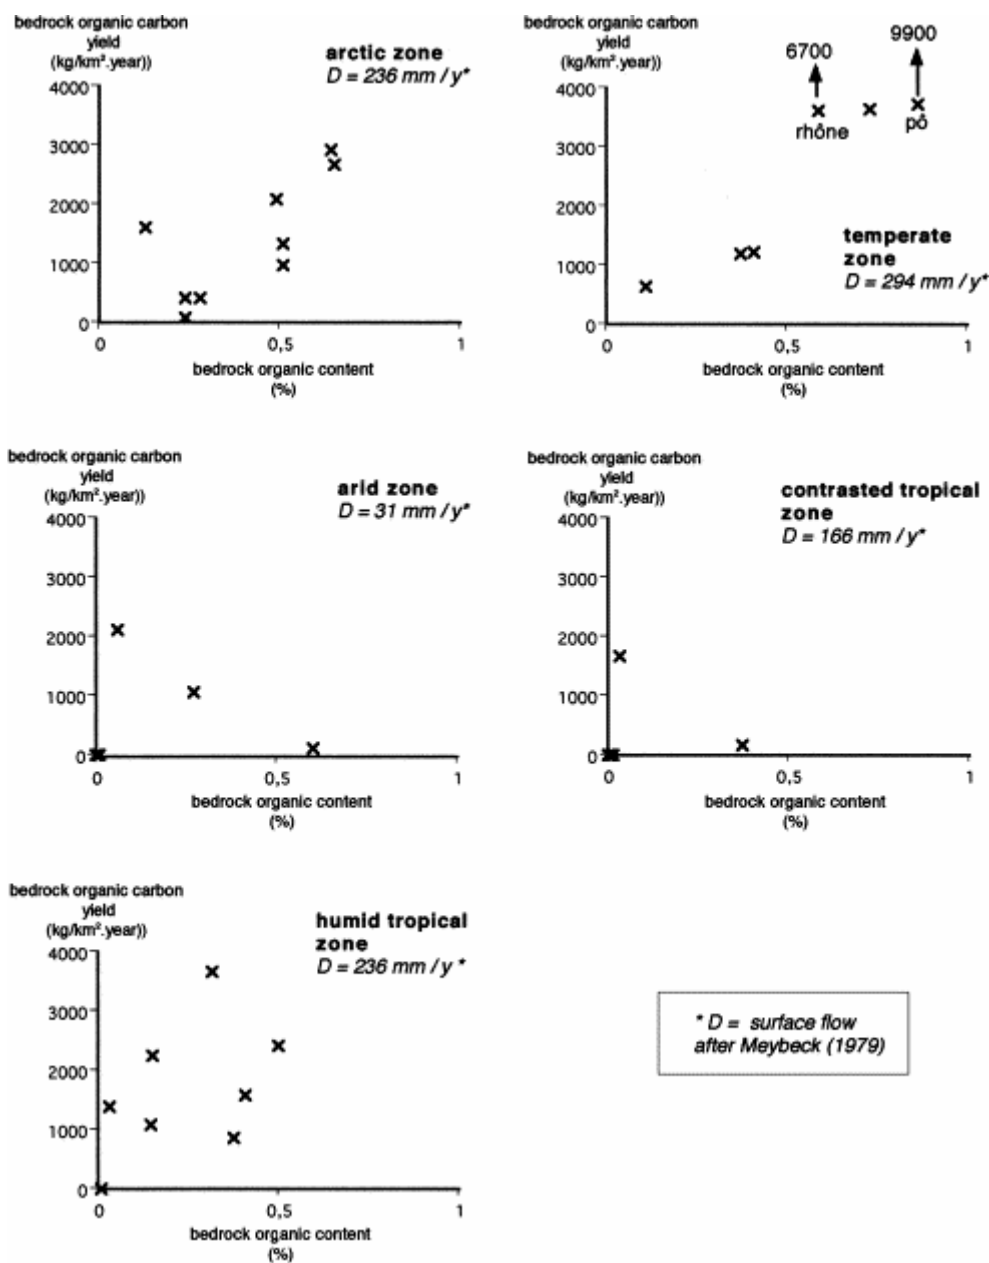 bedrock organic carbon
yield
(kg/km².year))
arctic zone
D = 236 mm / y*
4000
3000
2000
1000
0
0
0,5
1
bedrock organic content
(%)
bedrock organic carbon
yield
(kg/km².year))
6700
9900
4000
3000
2000
1000
0
rhône
pô
temperate
zone
D = 294 mm / y*
0
0,5
1
bedrock organic content
(%)
bedrock organic carbon
yield
(kg/km².year))
arid zone
D = 31 mm / y*
4000
3000
2000
1000
0
0
0,5
1
bedrock organic content
(%)
bedrock organic carbon
yield
(kg/km².year))
contrasted tropical
zone
D = 166 mm / y*
4000
3000
2000
1000
0
0
0,5
1
bedrock organic content
(%)
bedrock organic carbon
yield
(kg/km².year))
humid tropical
zone
D = 236 mm / y *
4000
3000
2000
1000
0
0
0,5
1
bedrock organic content
(%)
* D = surface flow
after Meybeck (1979)